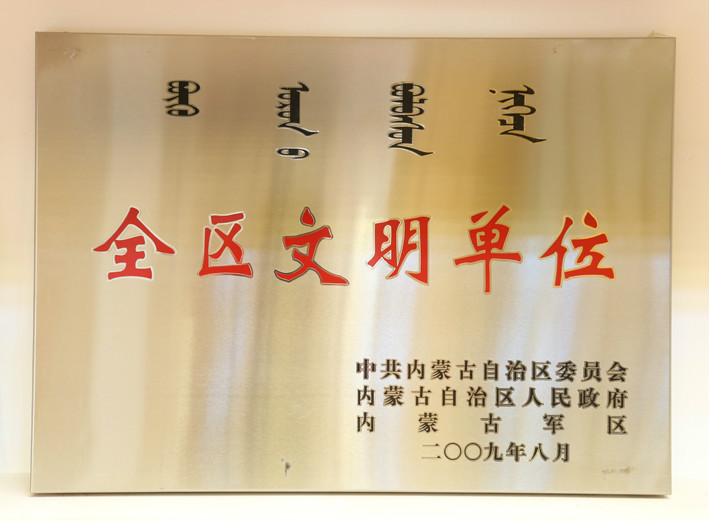 全区文明单位
中共内蒙古自治区委员会
内蒙古自治区人民政府
内蒙古军区
二〇〇九年八月